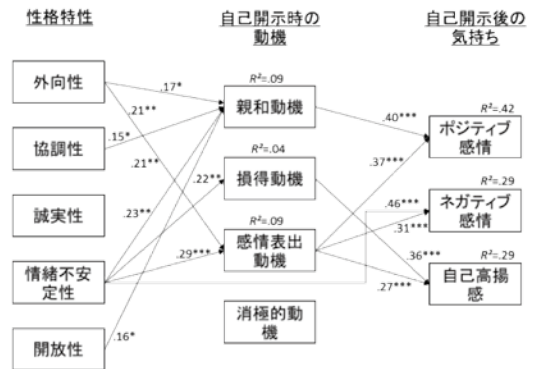 性格特性
自己開示時の
動機
自己開示後の
気持ち
外向性
協調性
誠実性
情緒不安
定性
開放性
R²=.09
親和動機
R²=.04
損得動機
R²=.09
感情表出
動機
消極的動
機
R²=.42
ポジティブ
感情
R²=.29
ネガティブ
感情
R²=.29
自己高揚
感
.17*
.21**
.15*
.21**
.22**
.23**
.29***
.16*
.40***
.37***
.46***
.31***
.36***
.27***